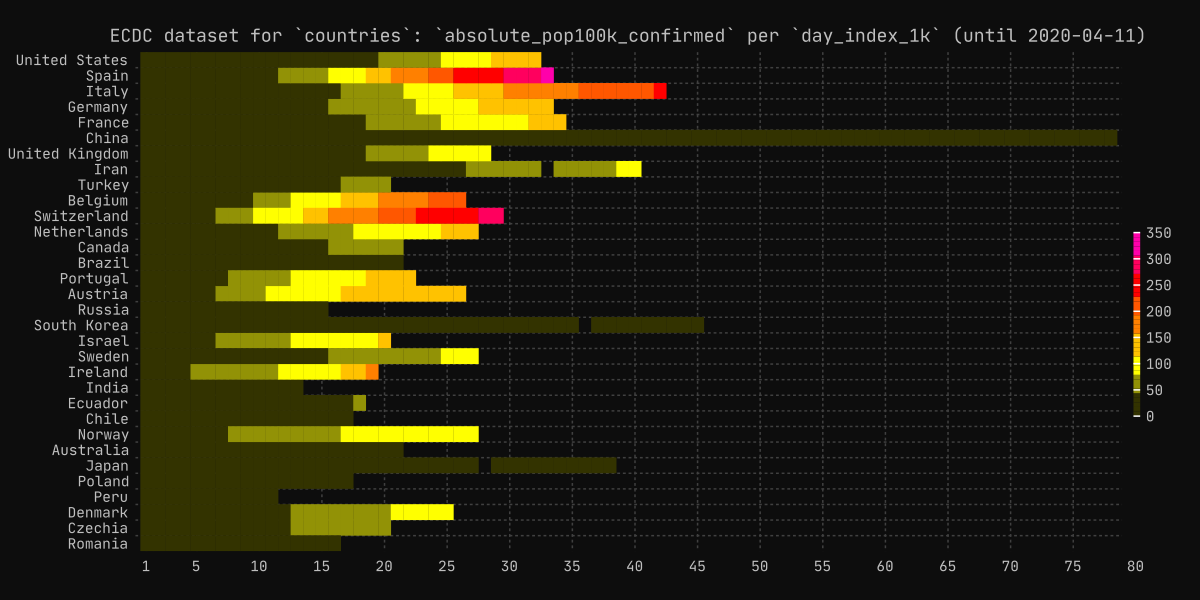 ECDC dataset for `countries`: `absolute_pop100k_confirmed` per `day_index_1k` (until 2020-04-11)
United States
Spain
Italy
Germany
France
China
United Kingdom
Iran
Turkey
Belgium
Switzerland
Netherlands
Canada
Brazil
Portugal
Austria
Russia
South Korea
Israel
Sweden
Ireland
India
Ecuador
Chile
Norway
Australia
Japan
Poland
Peru
Denmark
Czechia
Romania
350
300
250
200
150
100
50
0
1 5 10 15 20 25 30 35 40 45 50 55 60 65 70 75 80